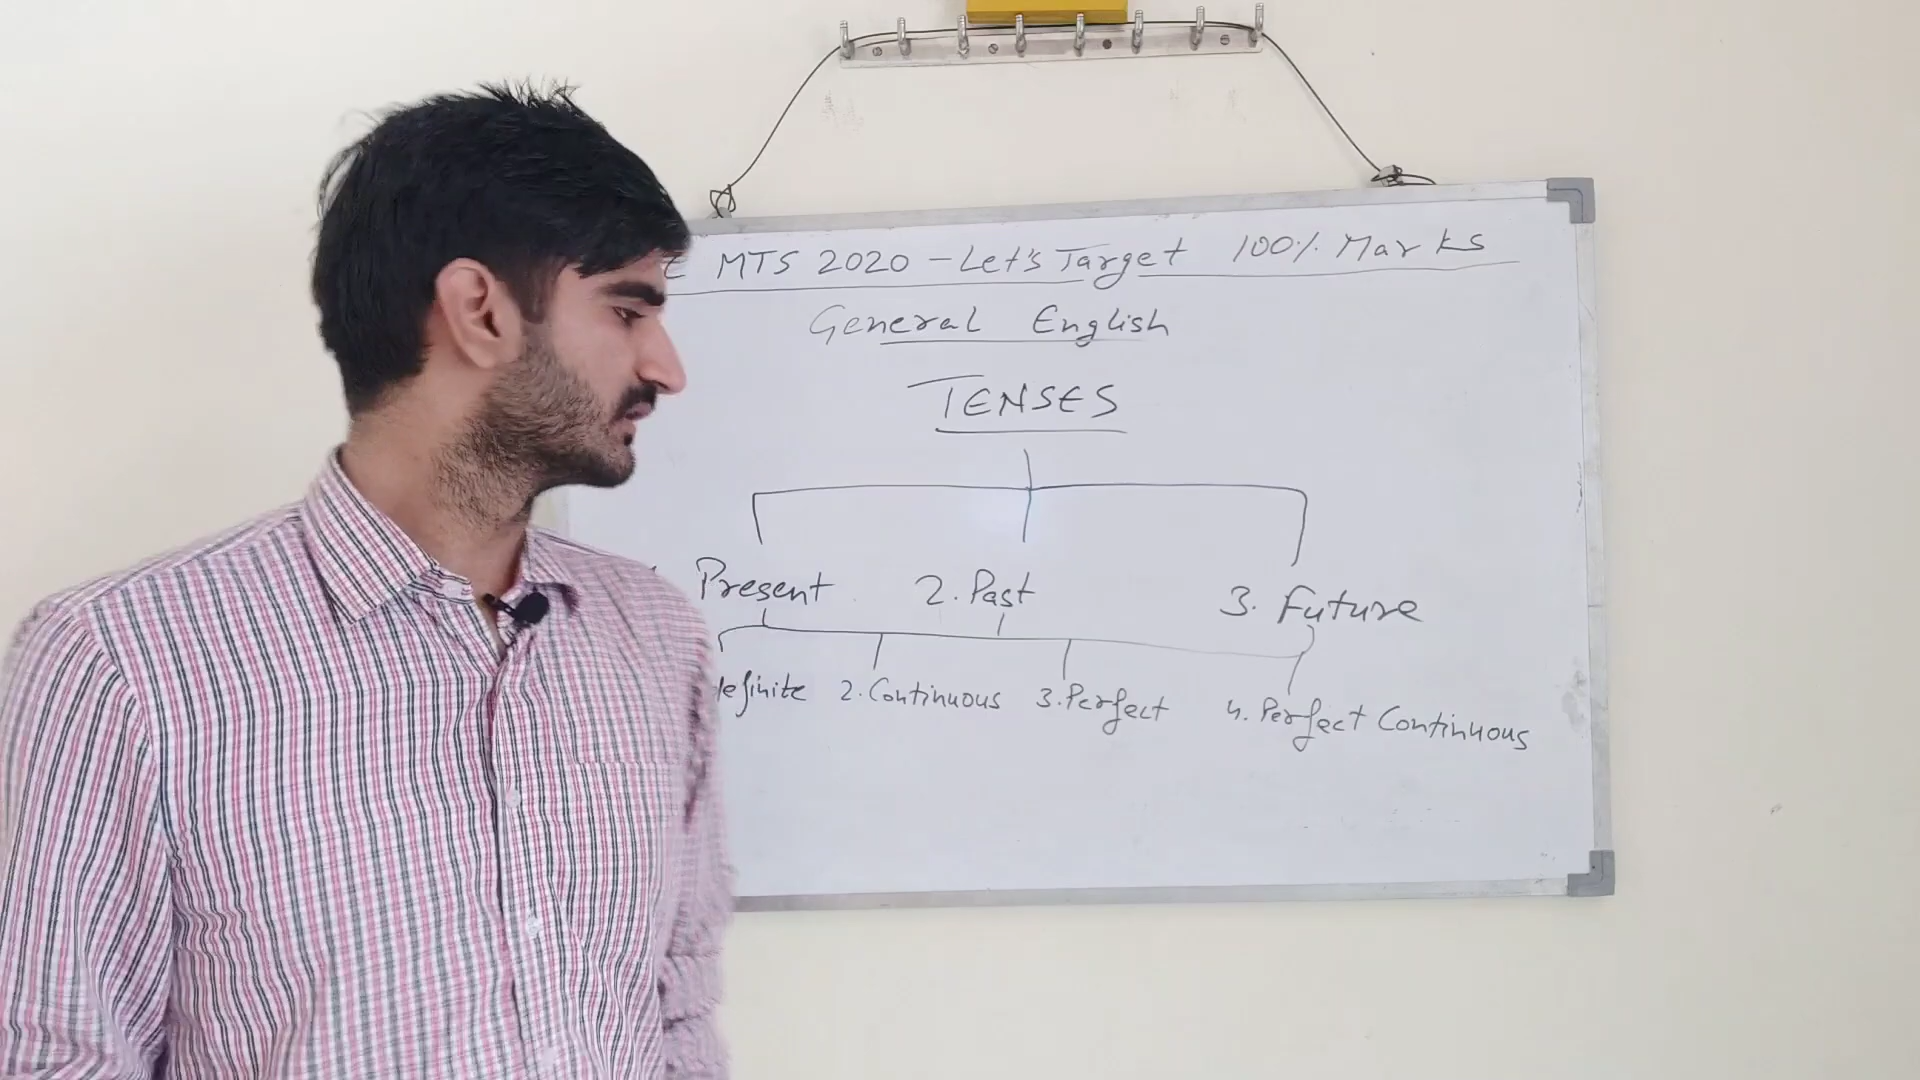 MTS 2020 - Let's Target 100% Marks
General English
TENSES
Present 2. Past 3. Future
definite 2. Continuous 3. Perfect 4. Perfect Continuous